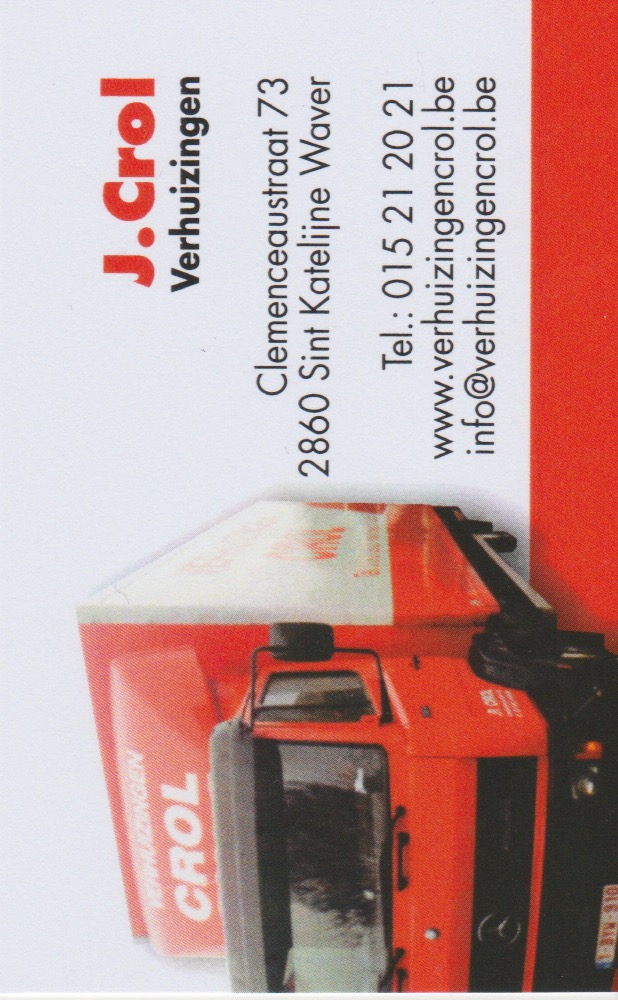 J.Crol
Verhuizingen
Clemenceaustraat 73
2860 Sint Katelijne Waver
Tel.: 015 21 20 21
www.verhuizingencrol.be
info@verhuizingencrol.be
VERHUIZINGEN
CROL
J. CROL